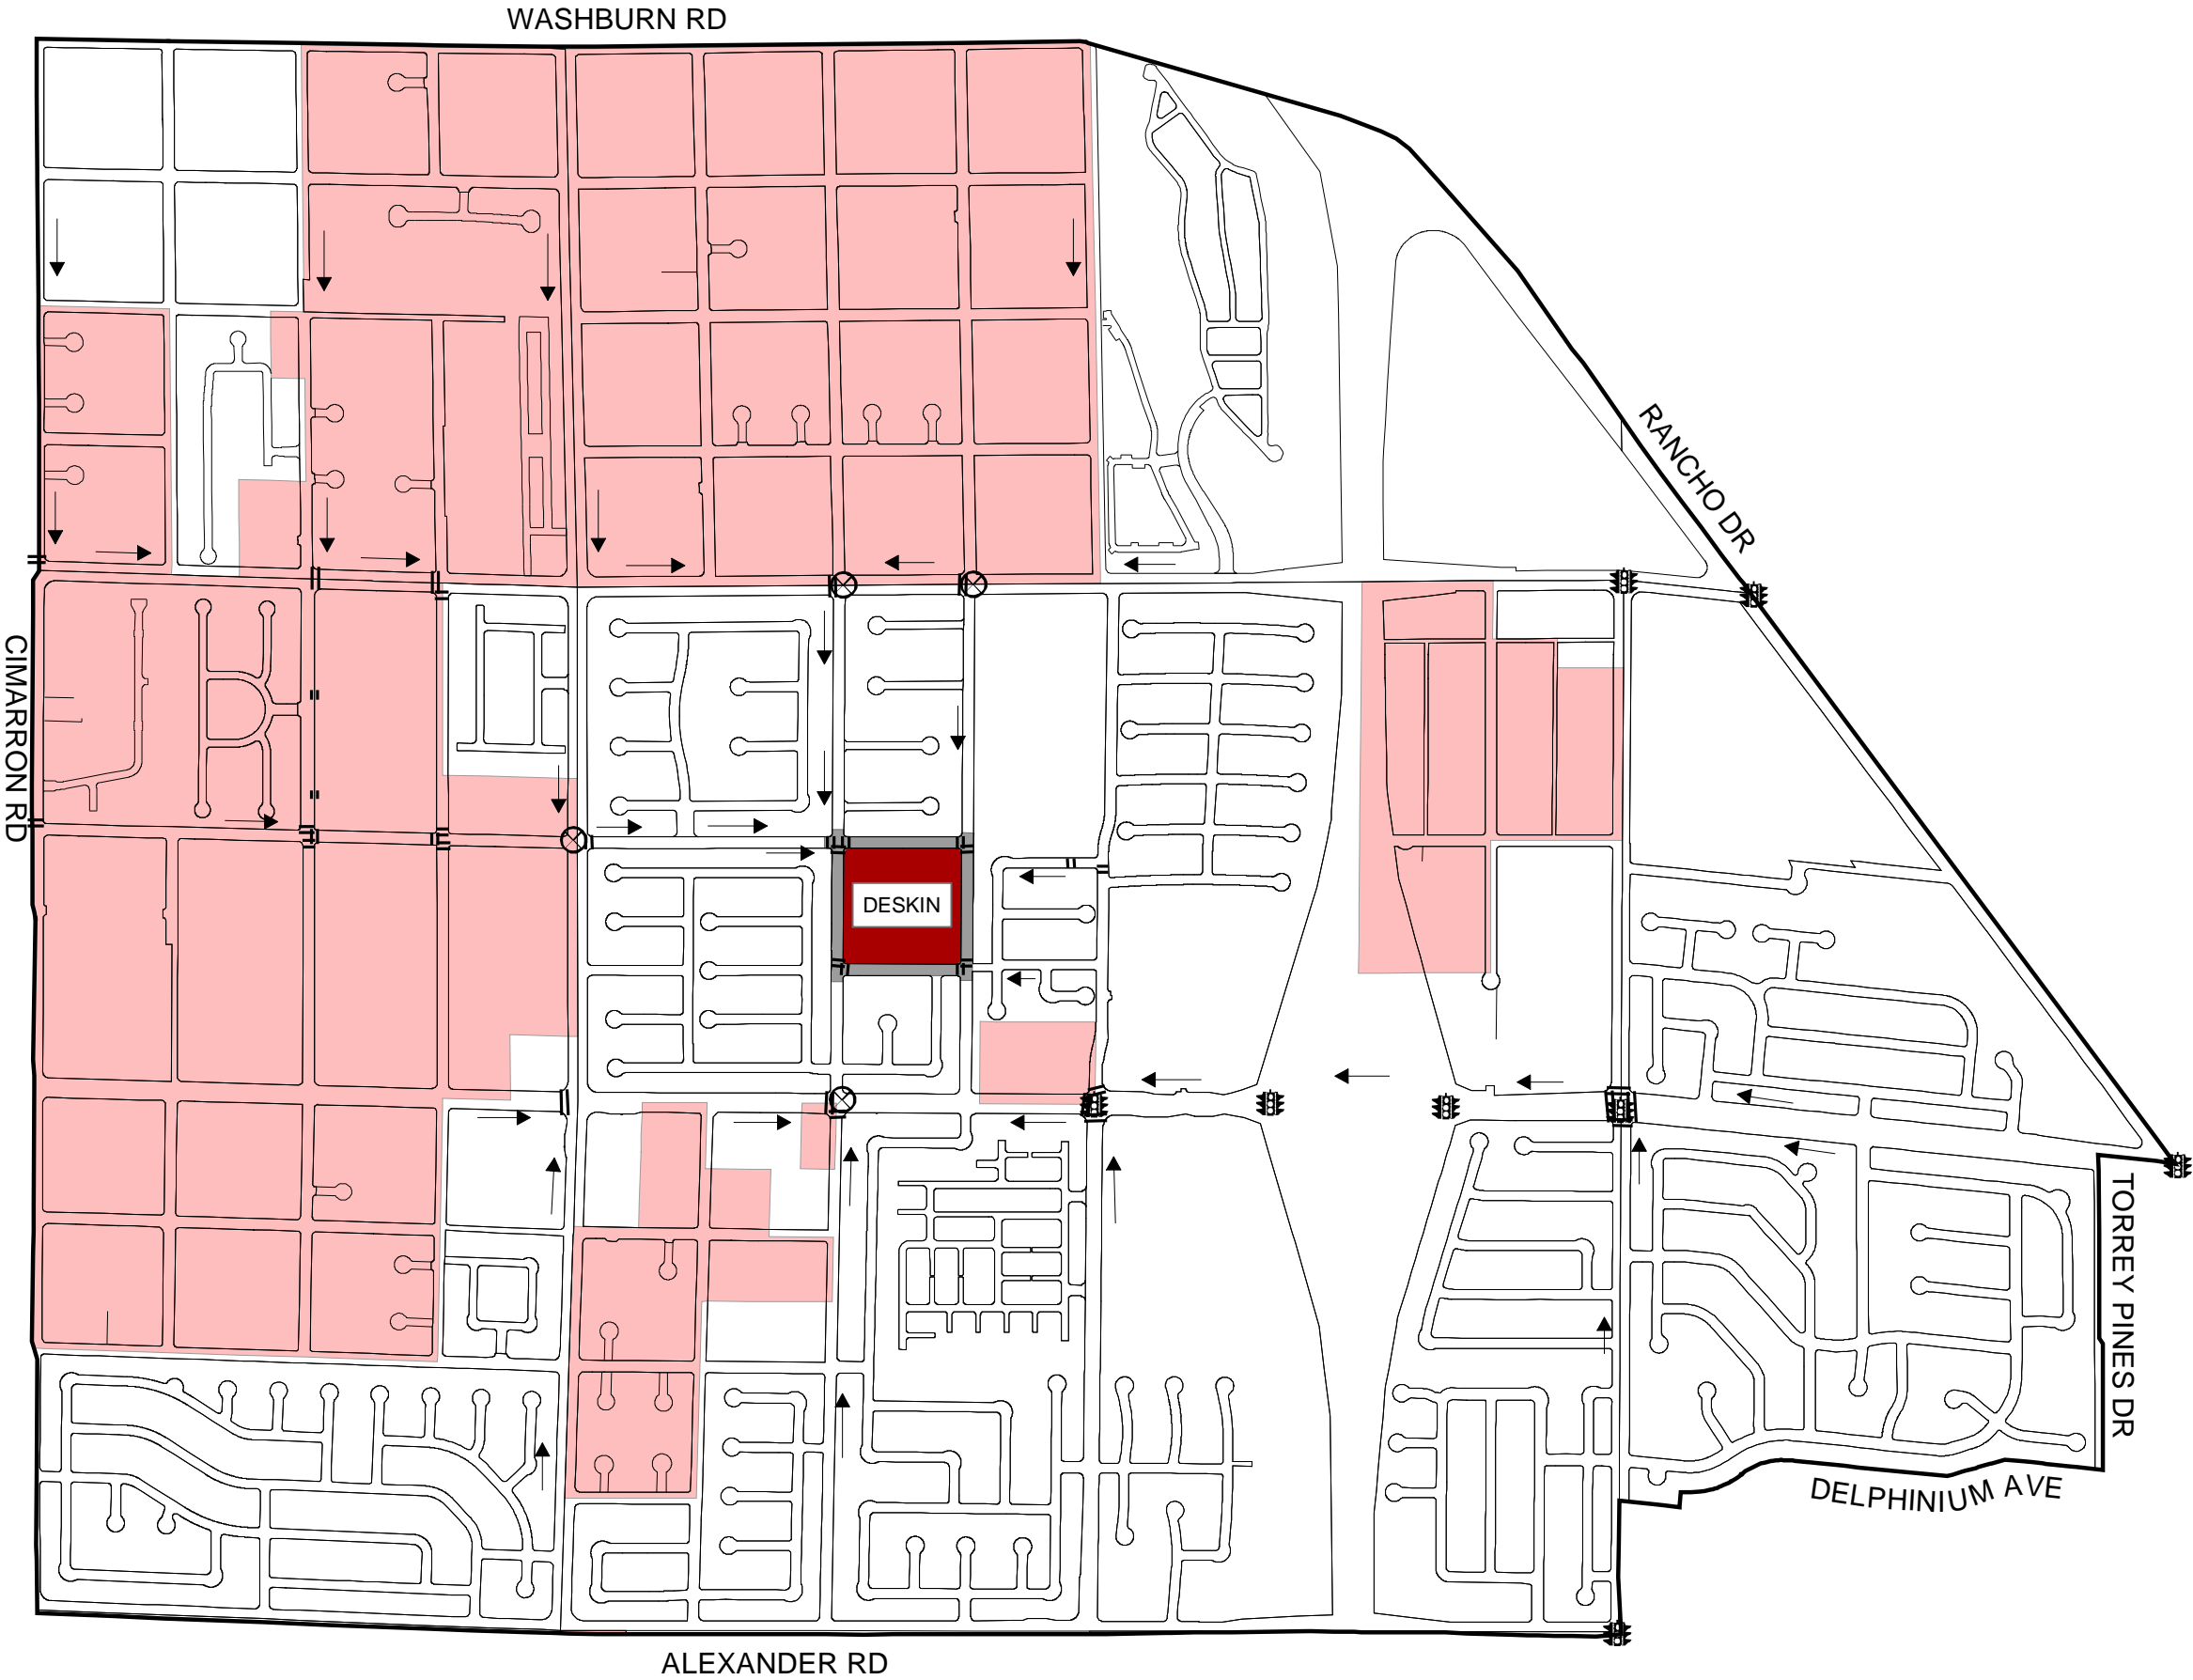 WASHBURN RD
RANCHO DR
CIMARRON RD
DESKIN
TORREY PINES DR
DELPHINIUM AVE
ALEXANDER RD